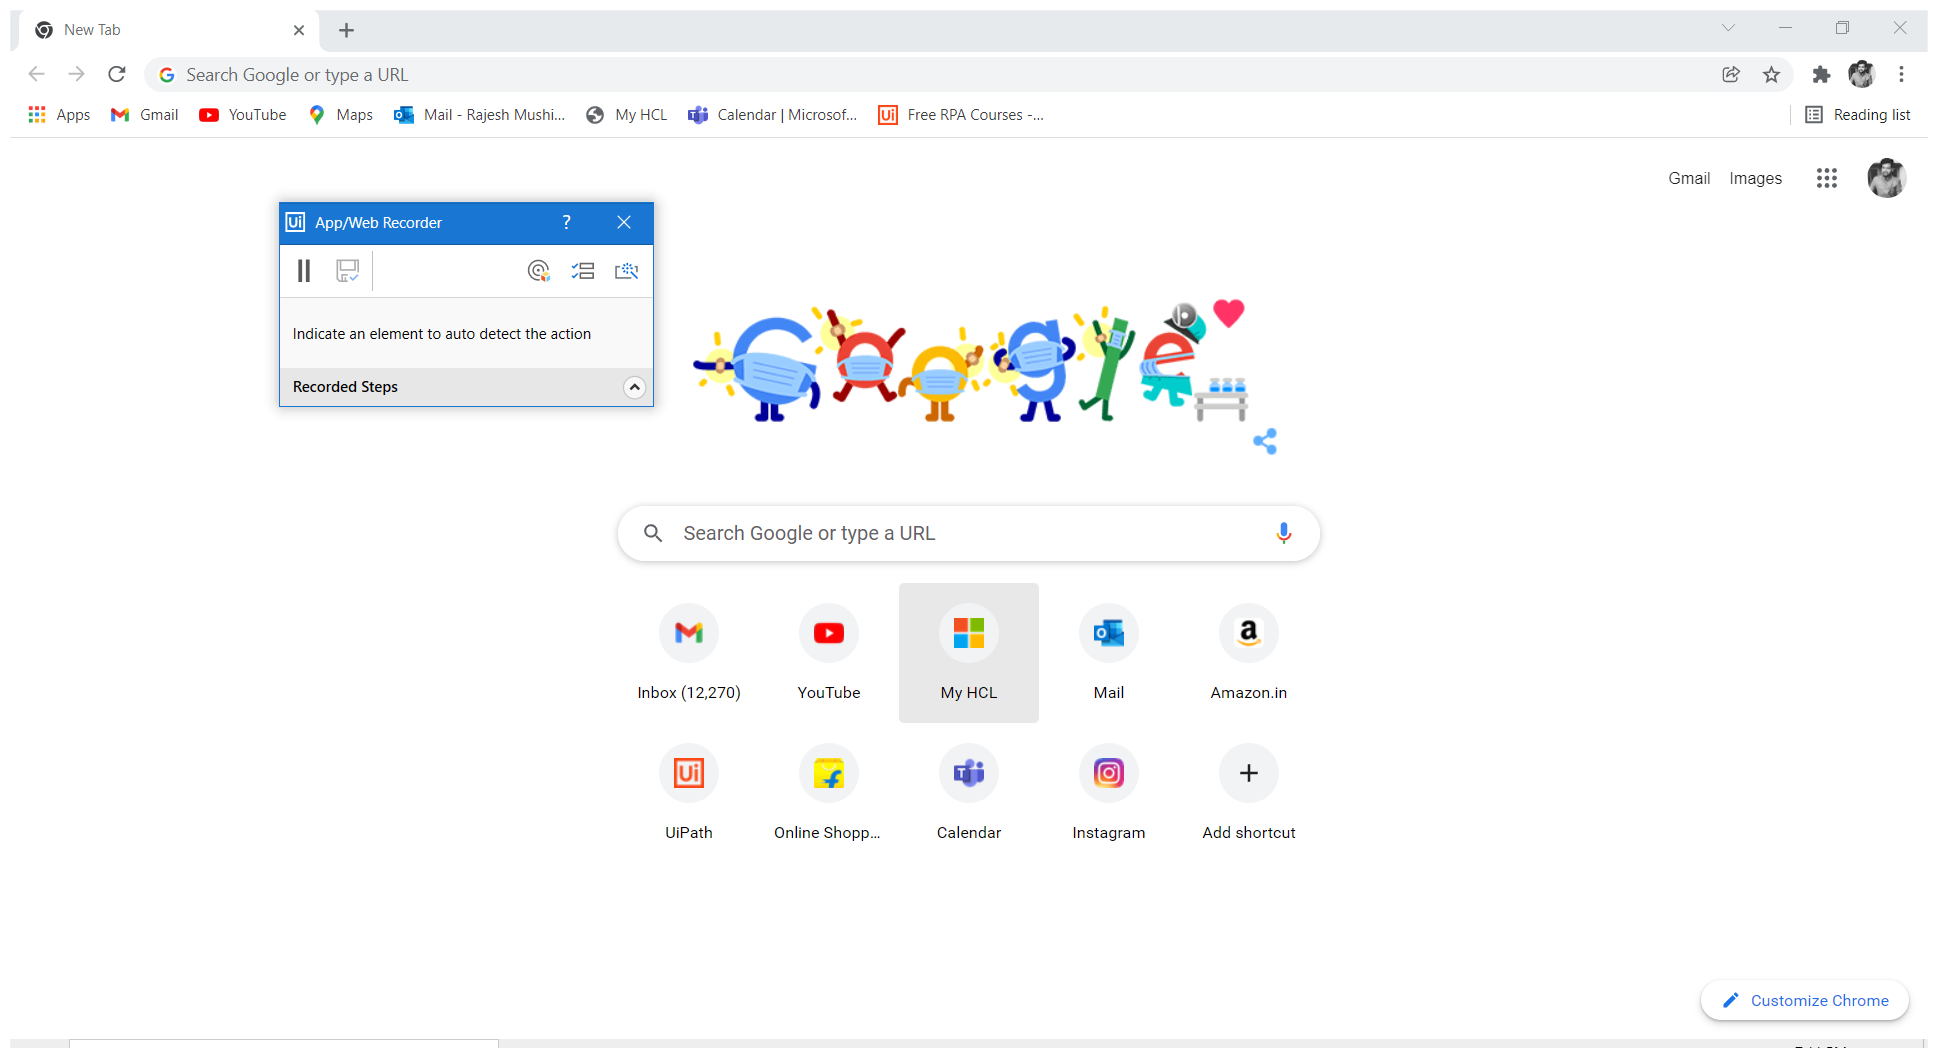 New Tab
Search Google or type a URL
Apps Gmail YouTube Maps Mail - Rajesh Mushi... My HCL Calendar | Microsof... Free RPA Courses -... Reading list
Gmail Images
Ui App/Web Recorder ?
Indicate an element to auto detect the action
Recorded Steps
Google
Search Google or type a URL
Inbox (12,270) YouTube My HCL Mail Amazon.in
UiPath Online Shopp... Calendar Instagram Add shortcut
Customize Chrome